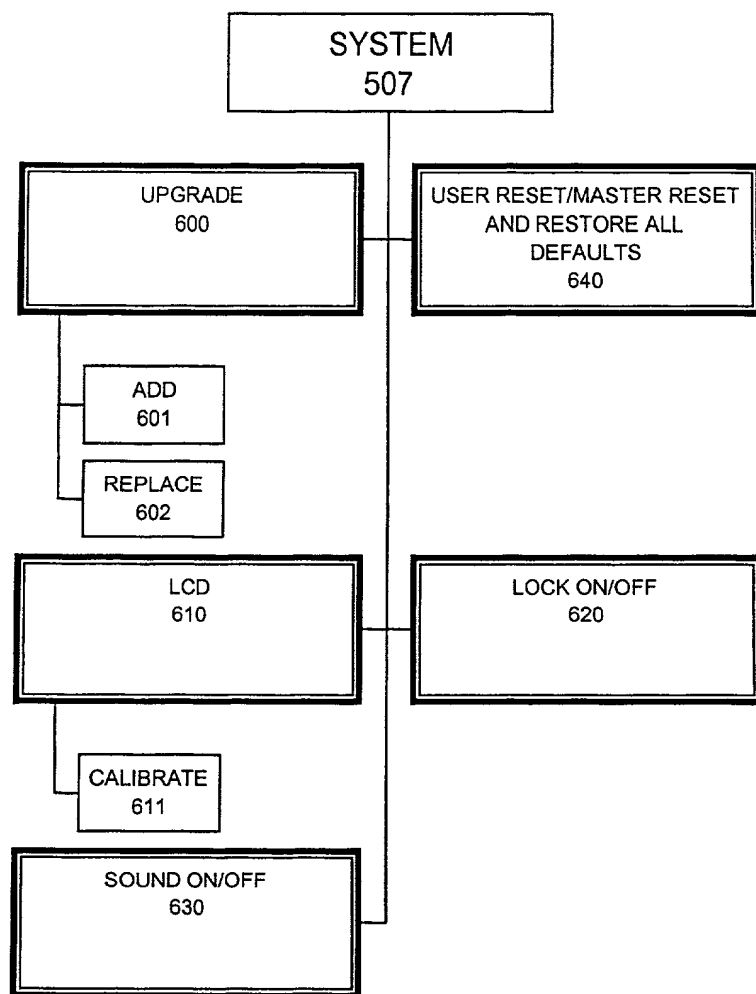 SYSTEM
507
UPGRADE
600
USER RESET/MASTER RESET
AND RESTORE ALL
DEFAULTS
640
ADD
601
REPLACE
602
LCD
610
LOCK ON/OFF
620
CALIBRATE
611
SOUND ON/OFF
630